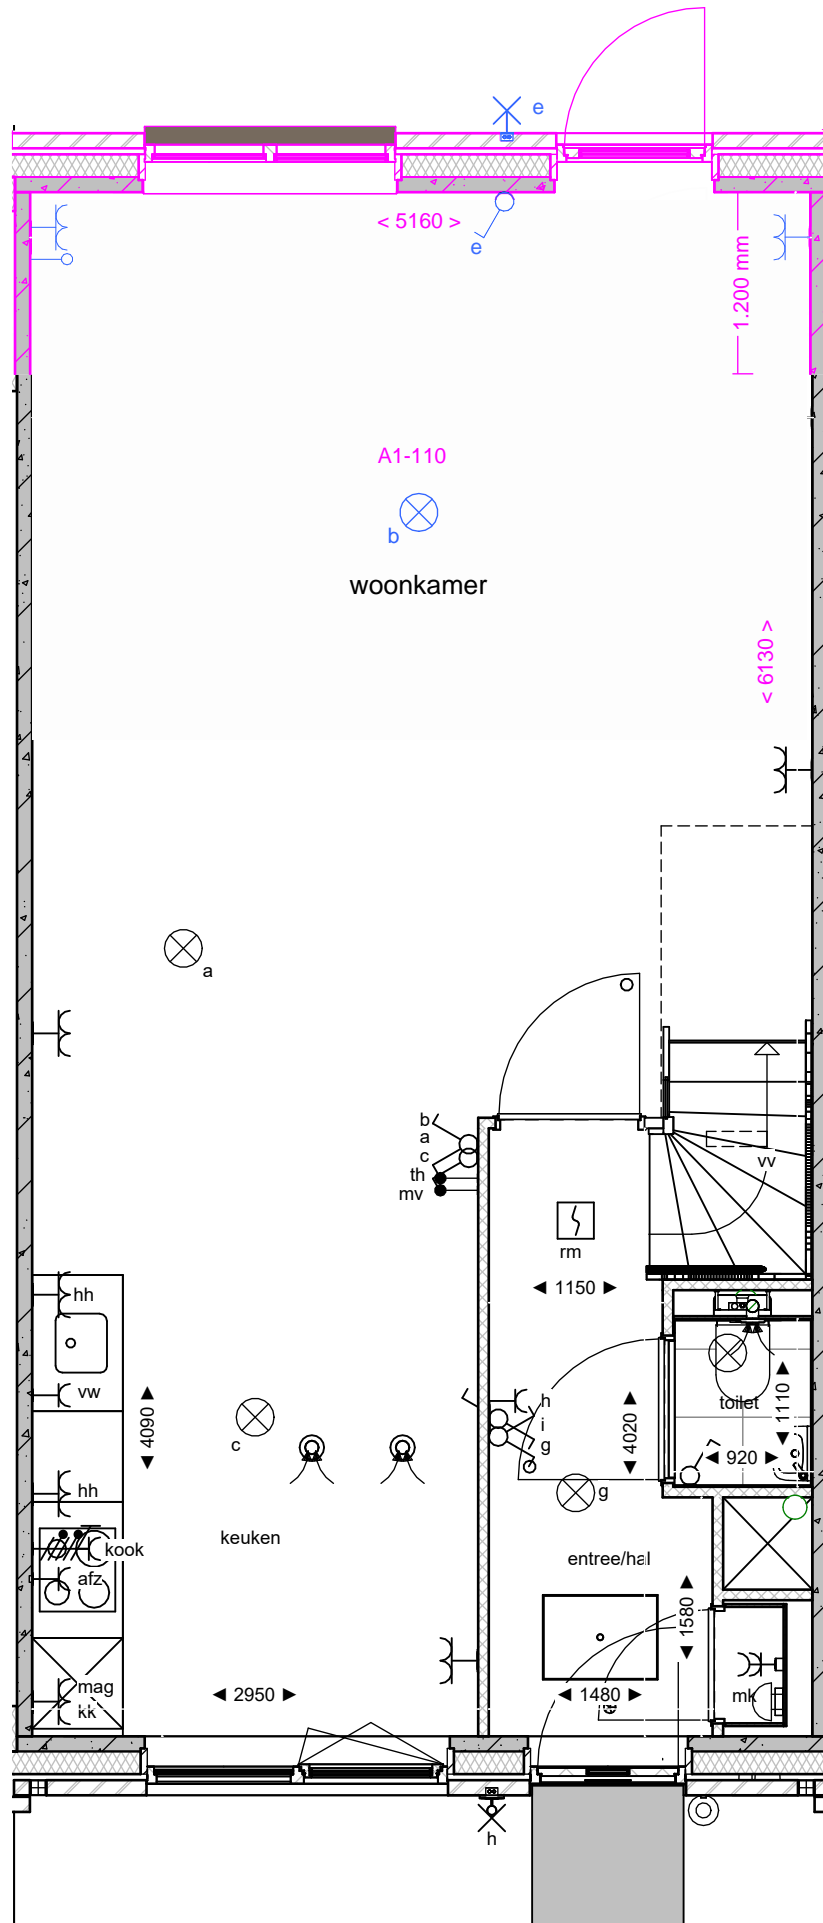 e
< 5160 >
e
1.200 mm
A1-110
b
woonkamer
< 6130 >
a
b
a
c
th
mv
vv
rm
◄ 1150 ►
hh
vw
◄ 4090 ►
c
h
i
g
◄ 4020 ►
toilet
◄ 1110 ►
◄ 920 ►
hh
g
keuken
kook
afz
entree/hal
◄ 1580 ►
mag
kk
◄ 2950 ►
◄ 1480 ►
mk
h